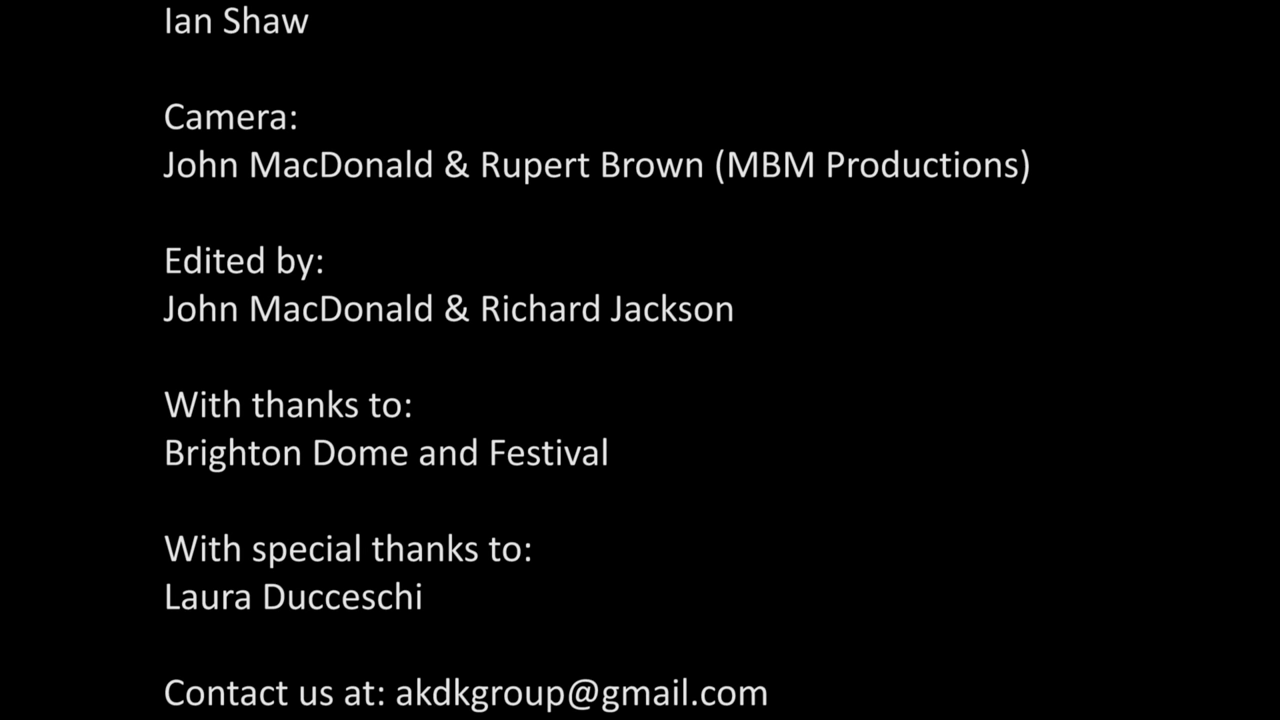 Ian Shaw
Camera:
John MacDonald & Rupert Brown (MBM Productions)
Edited by:
John MacDonald & Richard Jackson
With thanks to:
Brighton Dome and Festival
With special thanks to:
Laura Ducceschi
Contact us at: akdkgroup@gmail.com